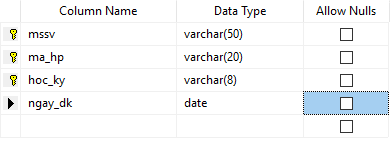 Column Name Data Type Allow Nulls
mssv varchar(50)
ma_hp varchar(20)
hoc_ky varchar(8)
ngay_dk date